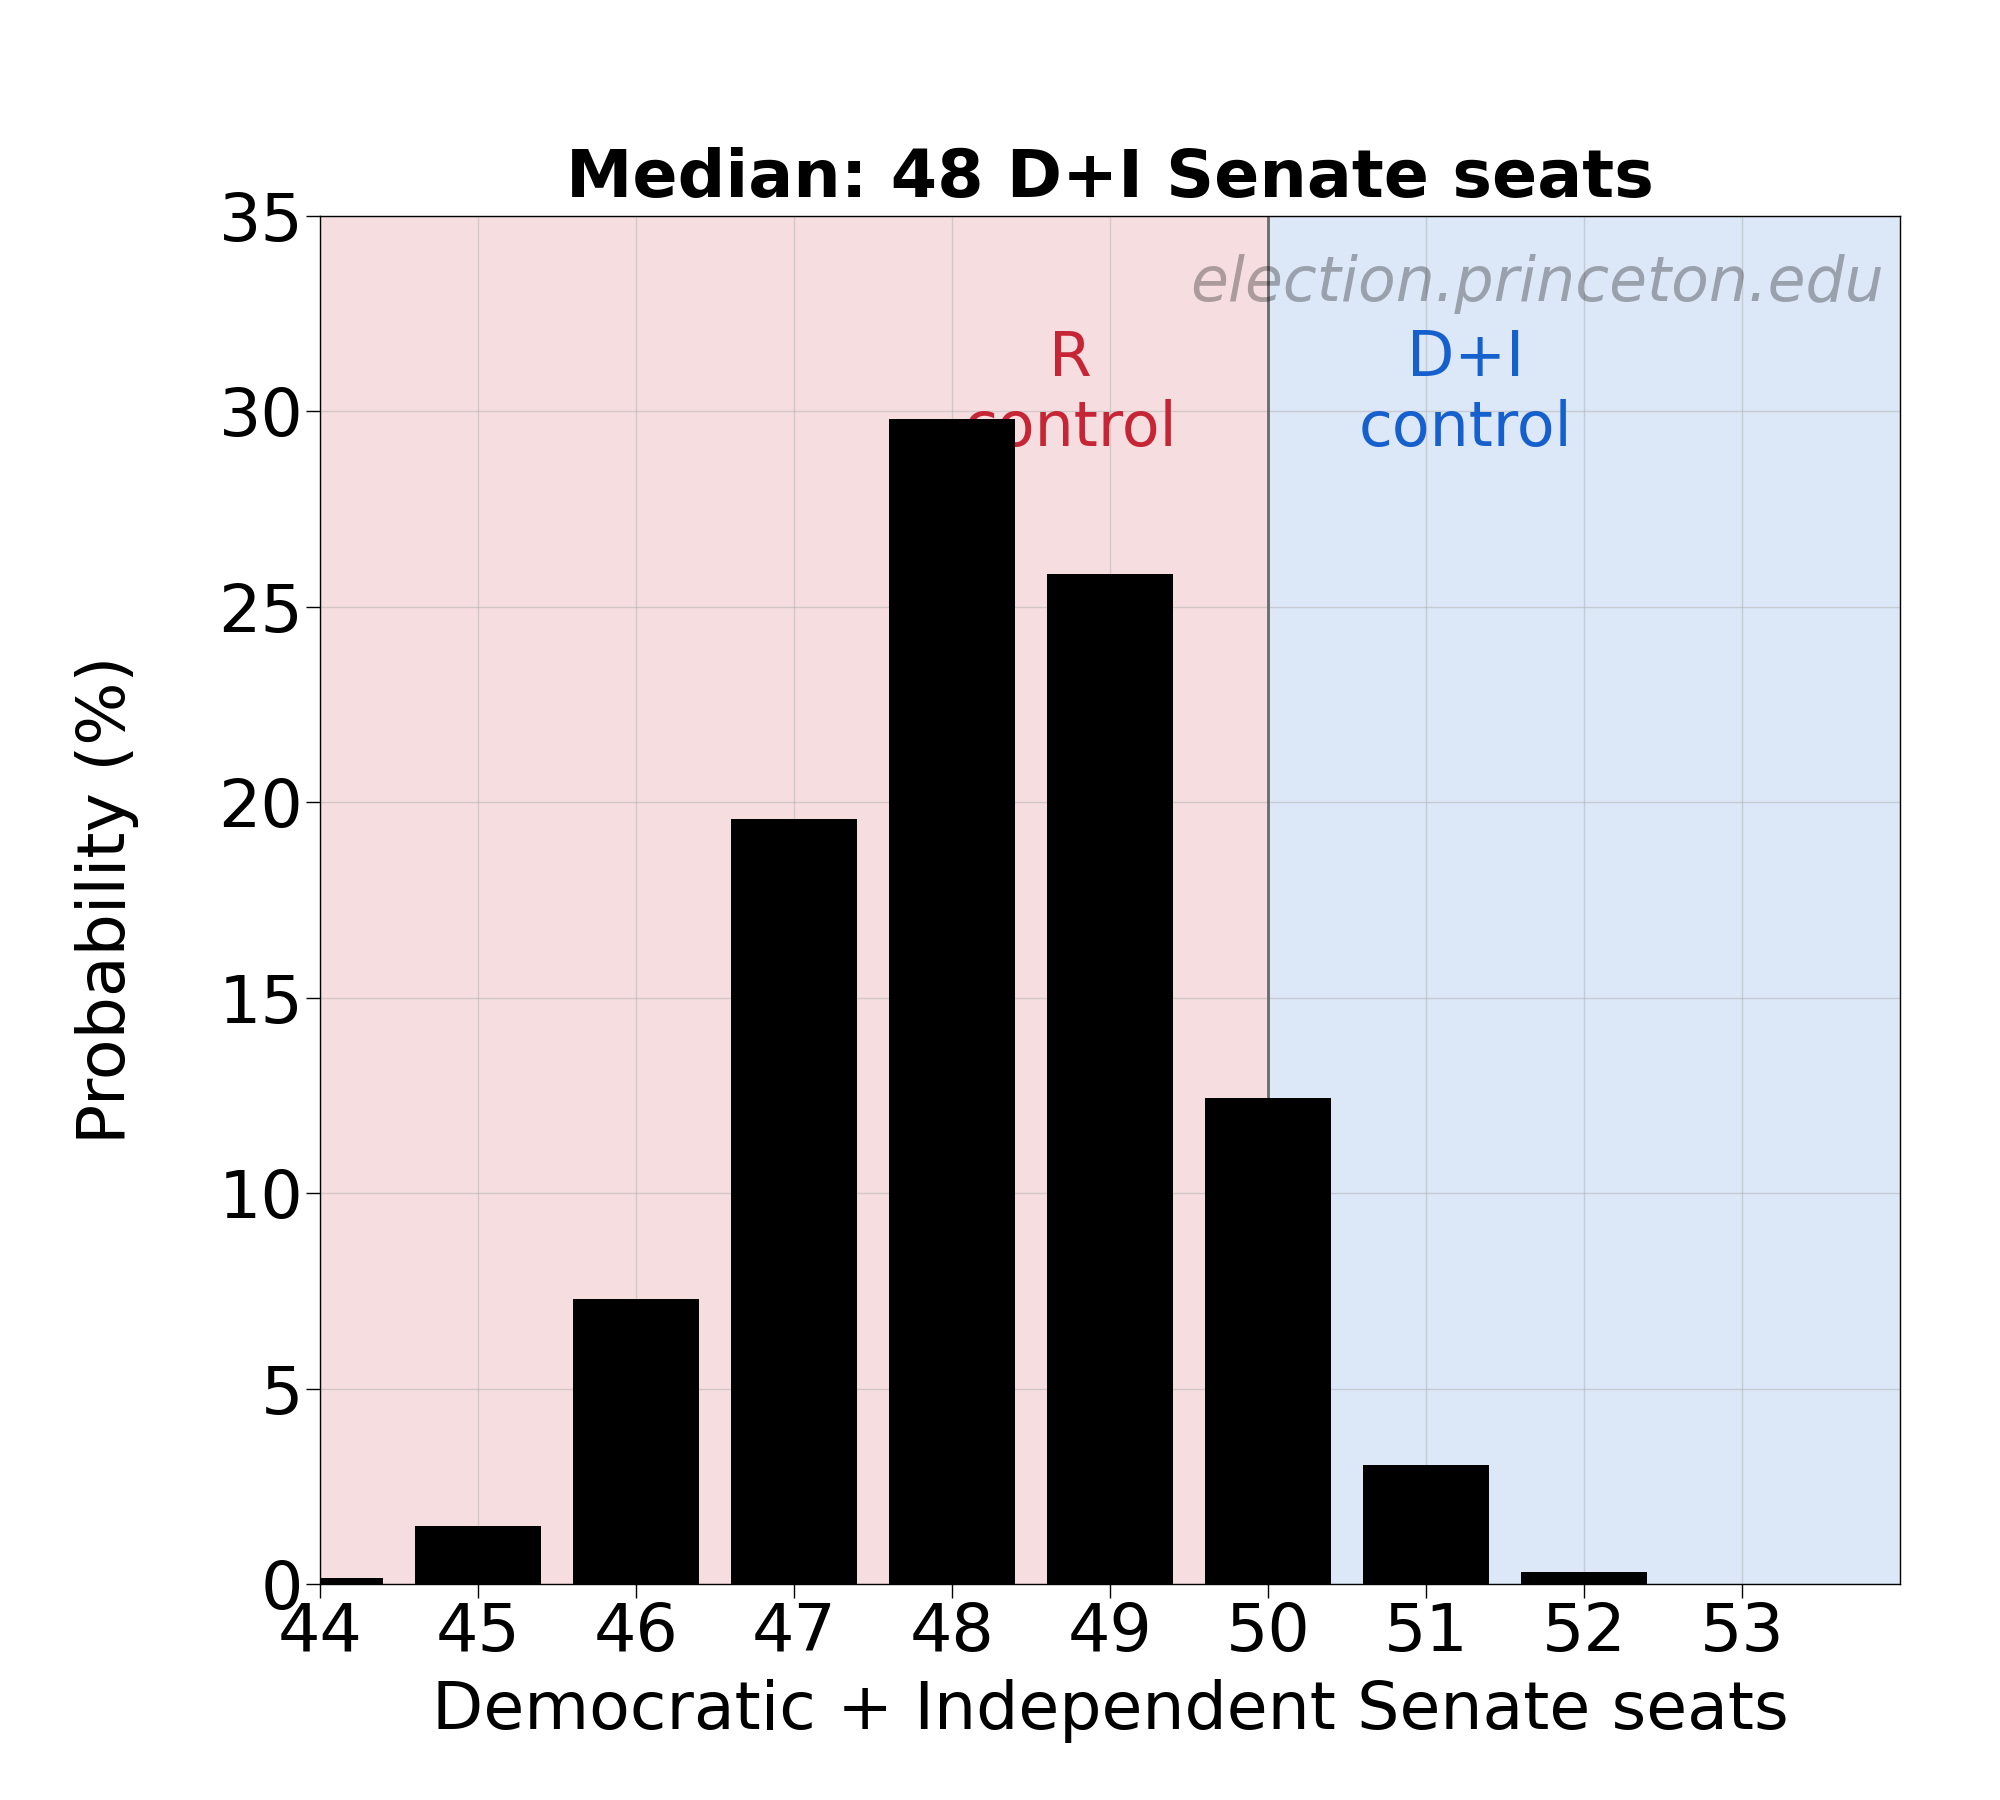 Median: 48 D+I Senate seats
election.princeton.edu
R
control
D+I
control
35
30
25
20
15
10
5
0
Probability (%)
44 45 46 47 48 49 50 51 52 53
Democratic + Independent Senate seats